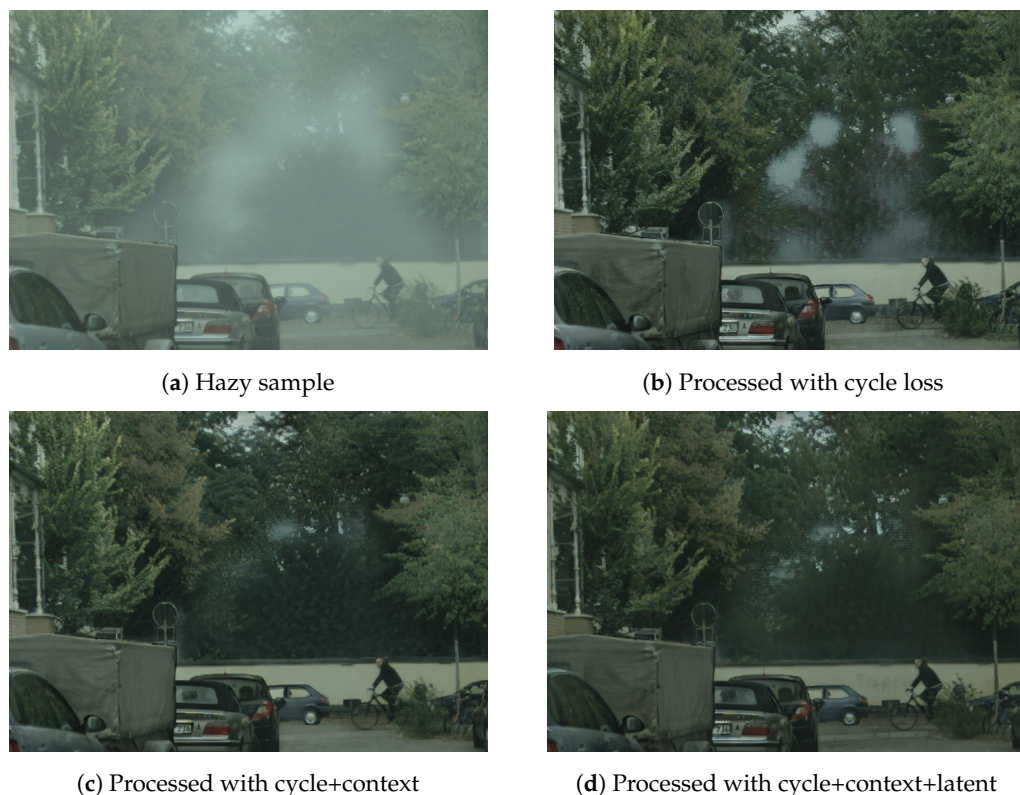 (a) Hazy sample
(b) Processed with cycle loss
(c) Processed with cycle+context
(d) Processed with cycle+context+latent